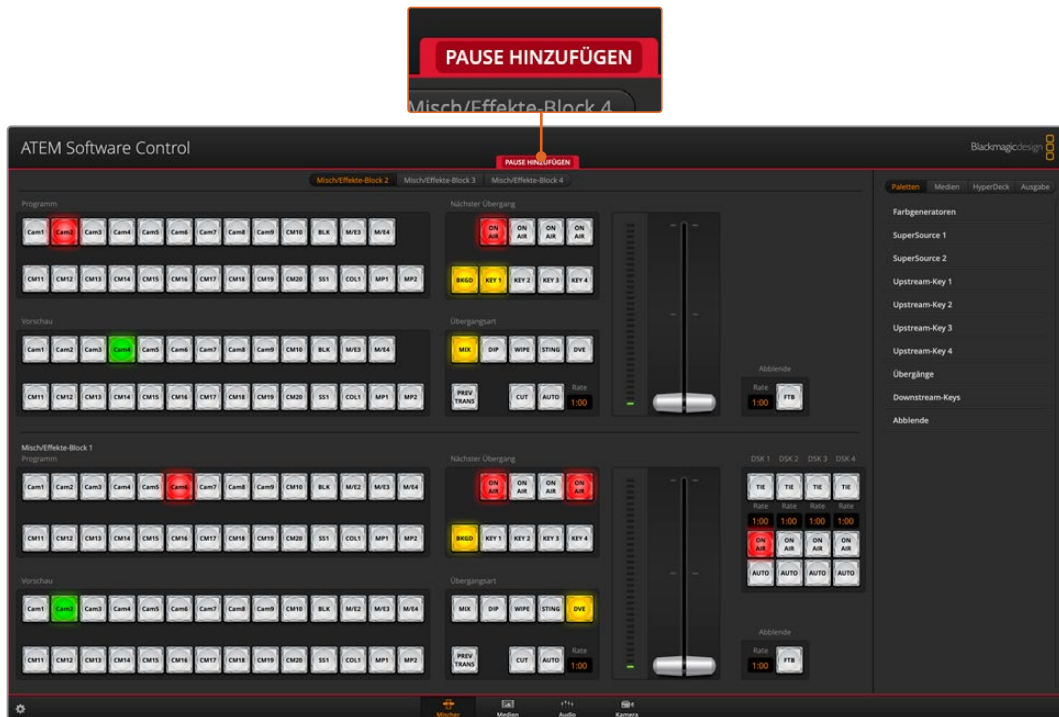 PAUSE HINZUFÜGEN
Misch/Effekte-Block 4
ATEM Software Control
PAUSE HINZUFÜGEN
Blackmagicdesign
Misch/Effekte-Block 2 Misch/Effekte-Block 3 Misch/Effekte-Block 4
Paletten Medien HyperDeck Ausgabe
Programm
Cam1 Cam2 Cam3 Cam4 Cam5 Cam6 Cam7 Cam8 Cam9 CM10 BLK M/E3 M/E4
CM11 CM12 CM13 CM14 CM15 CM16 CM17 CM18 CM19 CM20 SS1 COL1 MP1 MP2
Nächster Übergang
ON AIR ON AIR ON AIR ON AIR
BKGD KEY 1 KEY 2 KEY 3 KEY 4
Vorschau
Cam1 Cam2 Cam3 Cam4 Cam5 Cam6 Cam7 Cam8 Cam9 CM10 BLK M/E3 M/E4
CM11 CM12 CM13 CM14 CM15 CM16 CM17 CM18 CM19 CM20 SS1 COL1 MP1 MP2
Übergangsart
MIX DIP WIPE STING DVE
PREV TRANS CUT AUTO Rate 1:00
Abblende
Rate 1:00 FTB
Farbgeneratoren
SuperSource 1
SuperSource 2
Upstream-Key 1
Upstream-Key 2
Upstream-Key 3
Upstream-Key 4
Übergänge
Downstream-Keys
Abblende
Misch/Effekte-Block 1
Programm
Cam1 Cam2 Cam3 Cam4 Cam5 Cam6 Cam7 Cam8 Cam9 CM10 BLK M/E2 M/E3 M/E4
CM11 CM12 CM13 CM14 CM15 CM16 CM17 CM18 CM19 CM20 SS1 COL1 MP1 MP2
Nächster Übergang
ON AIR ON AIR ON AIR ON AIR
BKGD KEY 1 KEY 2 KEY 3 KEY 4
DSK 1 DSK 2 DSK 3 DSK 4
TIE TIE TIE TIE
Rate Rate Rate Rate
1:00 1:00 1:00 1:00
ON AIR ON AIR ON AIR ON AIR
AUTO AUTO AUTO AUTO
Vorschau
Cam1 Cam2 Cam3 Cam4 Cam5 Cam6 Cam7 Cam8 Cam9 CM10 BLK M/E2 M/E3 M/E4
CM11 CM12 CM13 CM14 CM15 CM16 CM17 CM18 CM19 CM20 SS1 COL1 MP1 MP2
Übergangsart
MIX DIP WIPE STING DVE
PREV TRANS CUT AUTO Rate 1:00
Abblende
Rate 1:00 FTB
Mischer Medien Audio Kamera